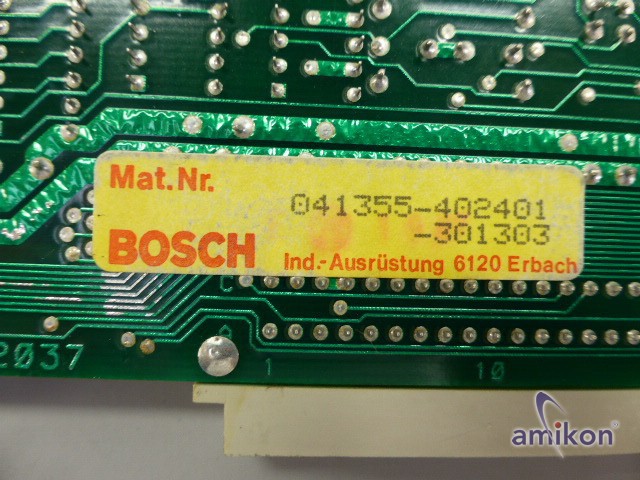 Mat.Nr.
041355-402401
-301303
BOSCH
Ind.-Ausrüstung 6120 Erbach
C
A
2037
1
10
amikon®